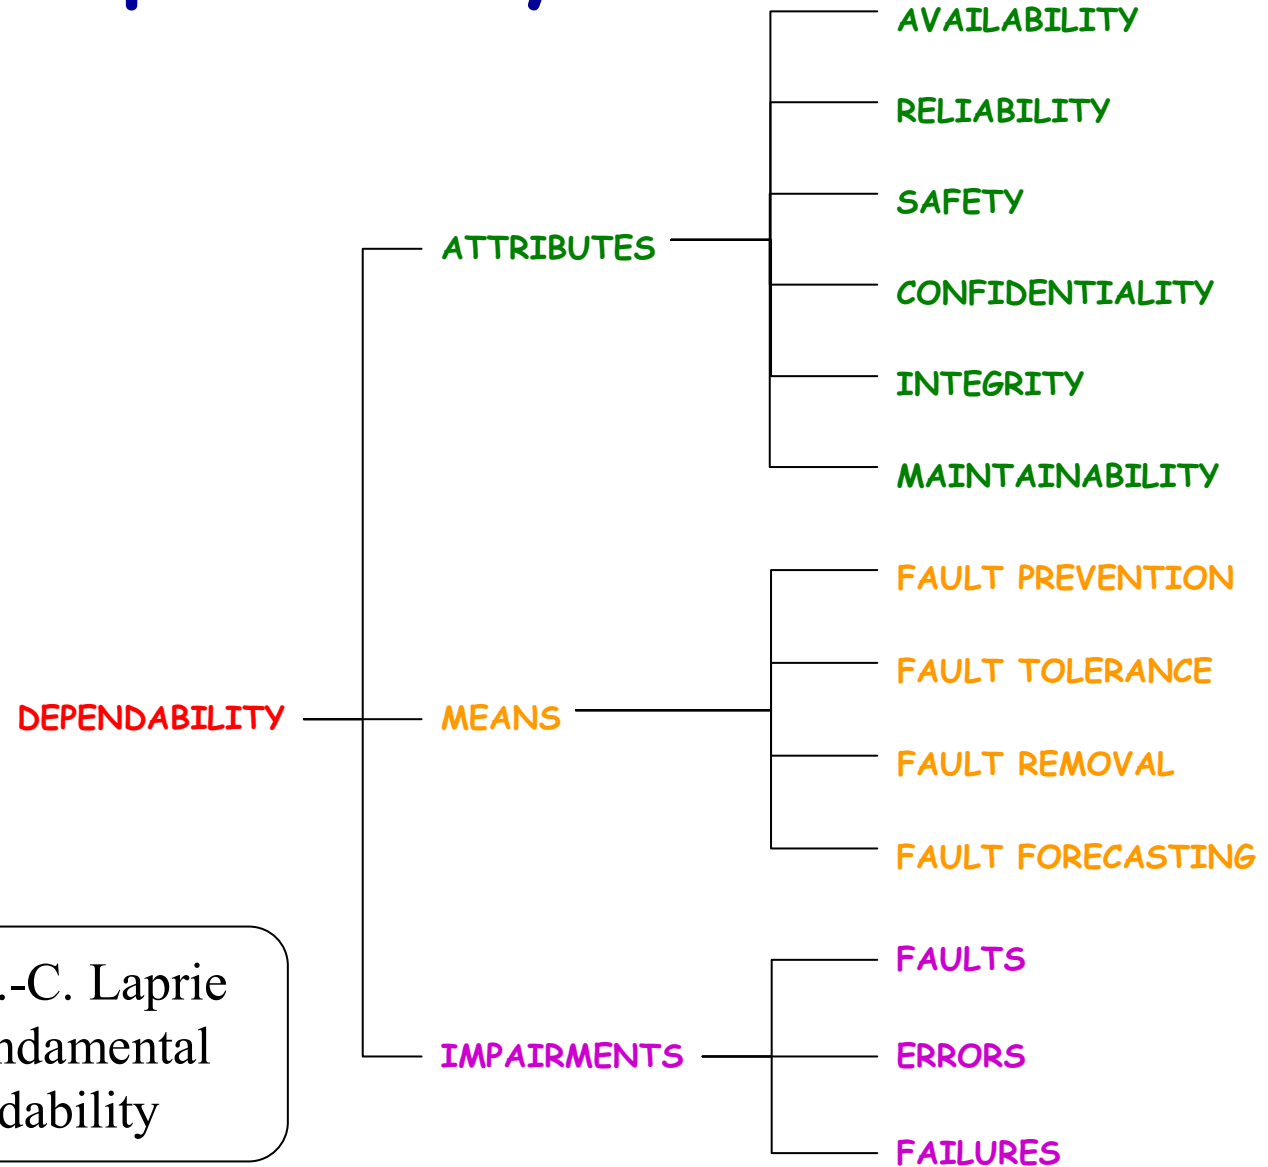 AVAILABILITY
RELIABILITY
SAFETY
ATTRIBUTES
CONFIDENTIALITY
INTEGRITY
MAINTAINABILITY
FAULT PREVENTION
FAULT TOLERANCE
DEPENDABILITY
MEANS
FAULT REMOVAL
FAULT FORECASTING
FAULTS
IMPAIRMENTS
ERRORS
FAILURES
.-C. Laprie
ndamental
dability